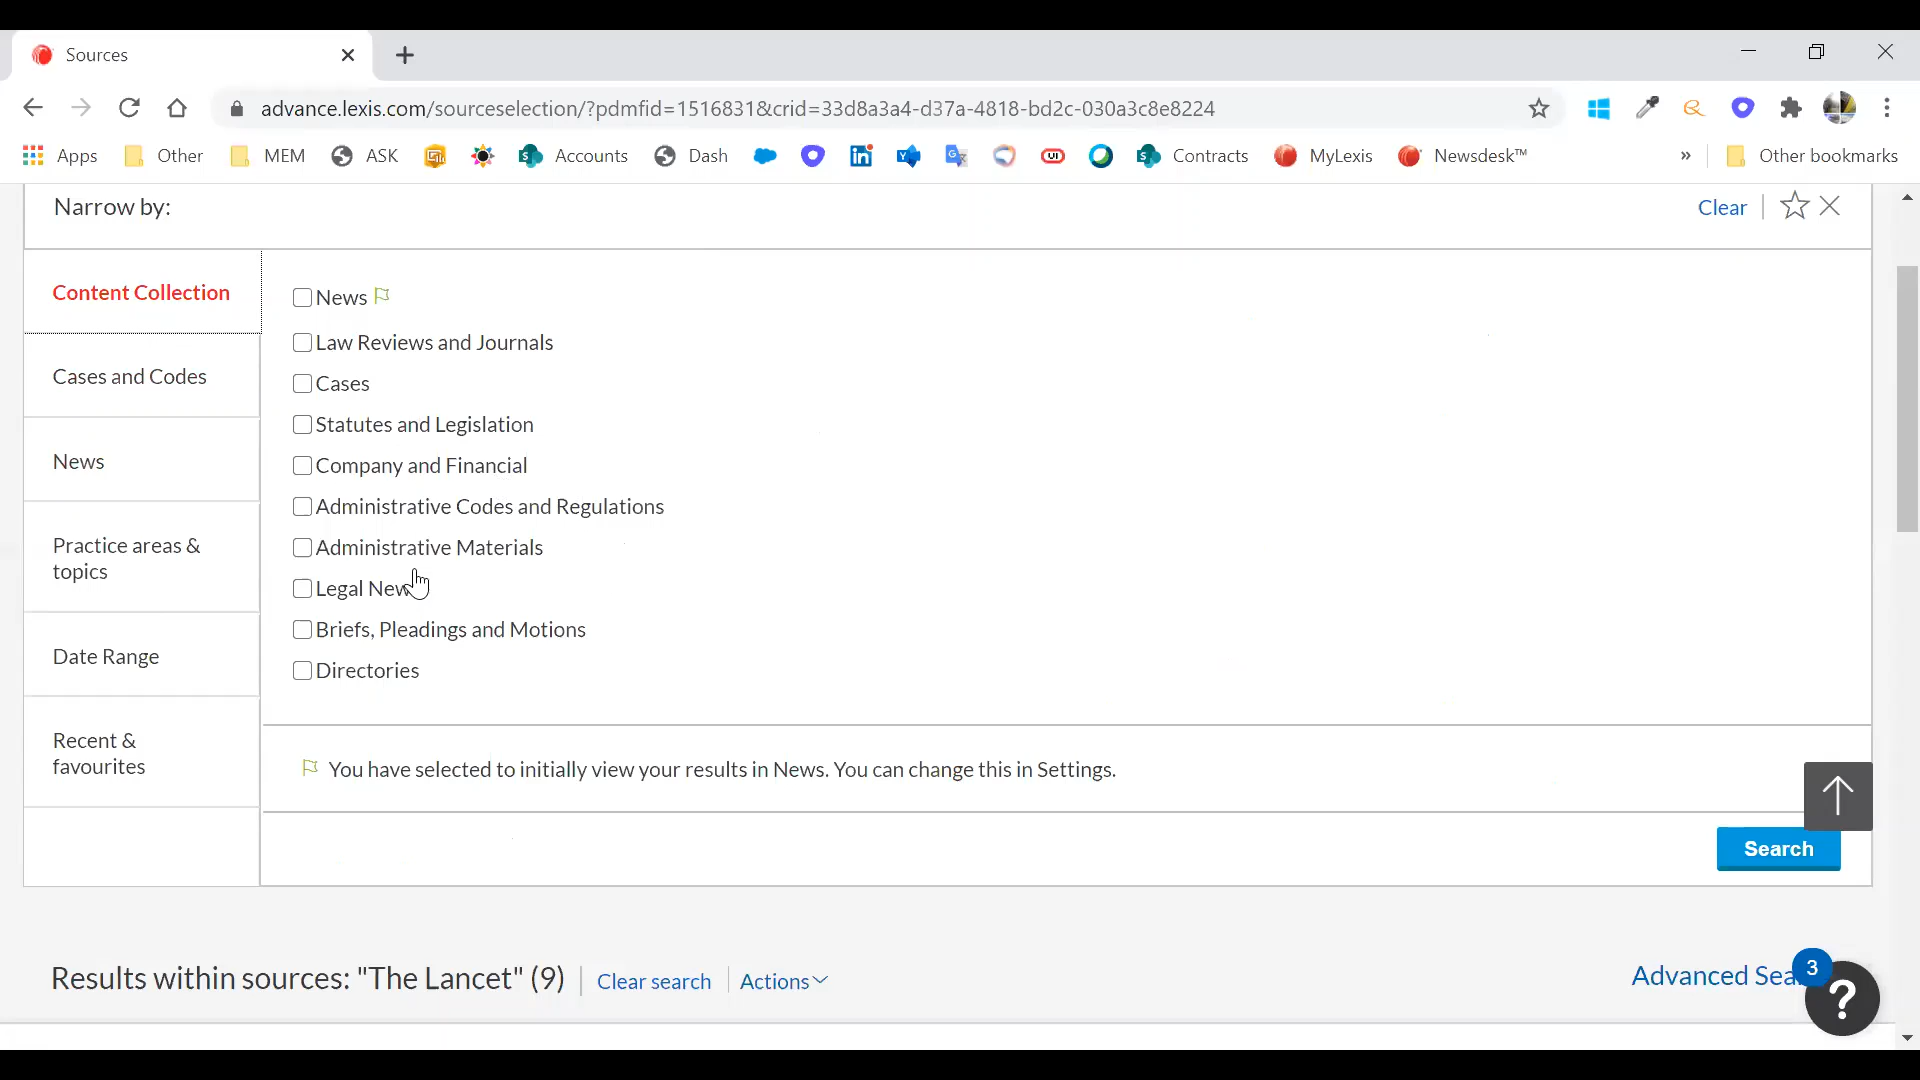 Sources
advance.lexis.com/sourceselection/?pdmfid=1516831&crid=33d8a3a4-d37a-4818-bd2c-030a3c8e8224
Apps Other MEM ASK Accounts Dash Contracts MyLexis Newsdesk™ » Other bookmarks
Narrow by:
Clear
Content Collection
Cases and Codes
News
Practice areas &
topics
Date Range
Recent &
favourites
News
Law Reviews and Journals
Cases
Statutes and Legislation
Company and Financial
Administrative Codes and Regulations
Administrative Materials
Legal New
Briefs, Pleadings and Motions
Directories
You have selected to initially view your results in News. You can change this in Settings.
Search
Results within sources: "The Lancet" (9)
Clear search
Actions
Advanced Sea
3
?